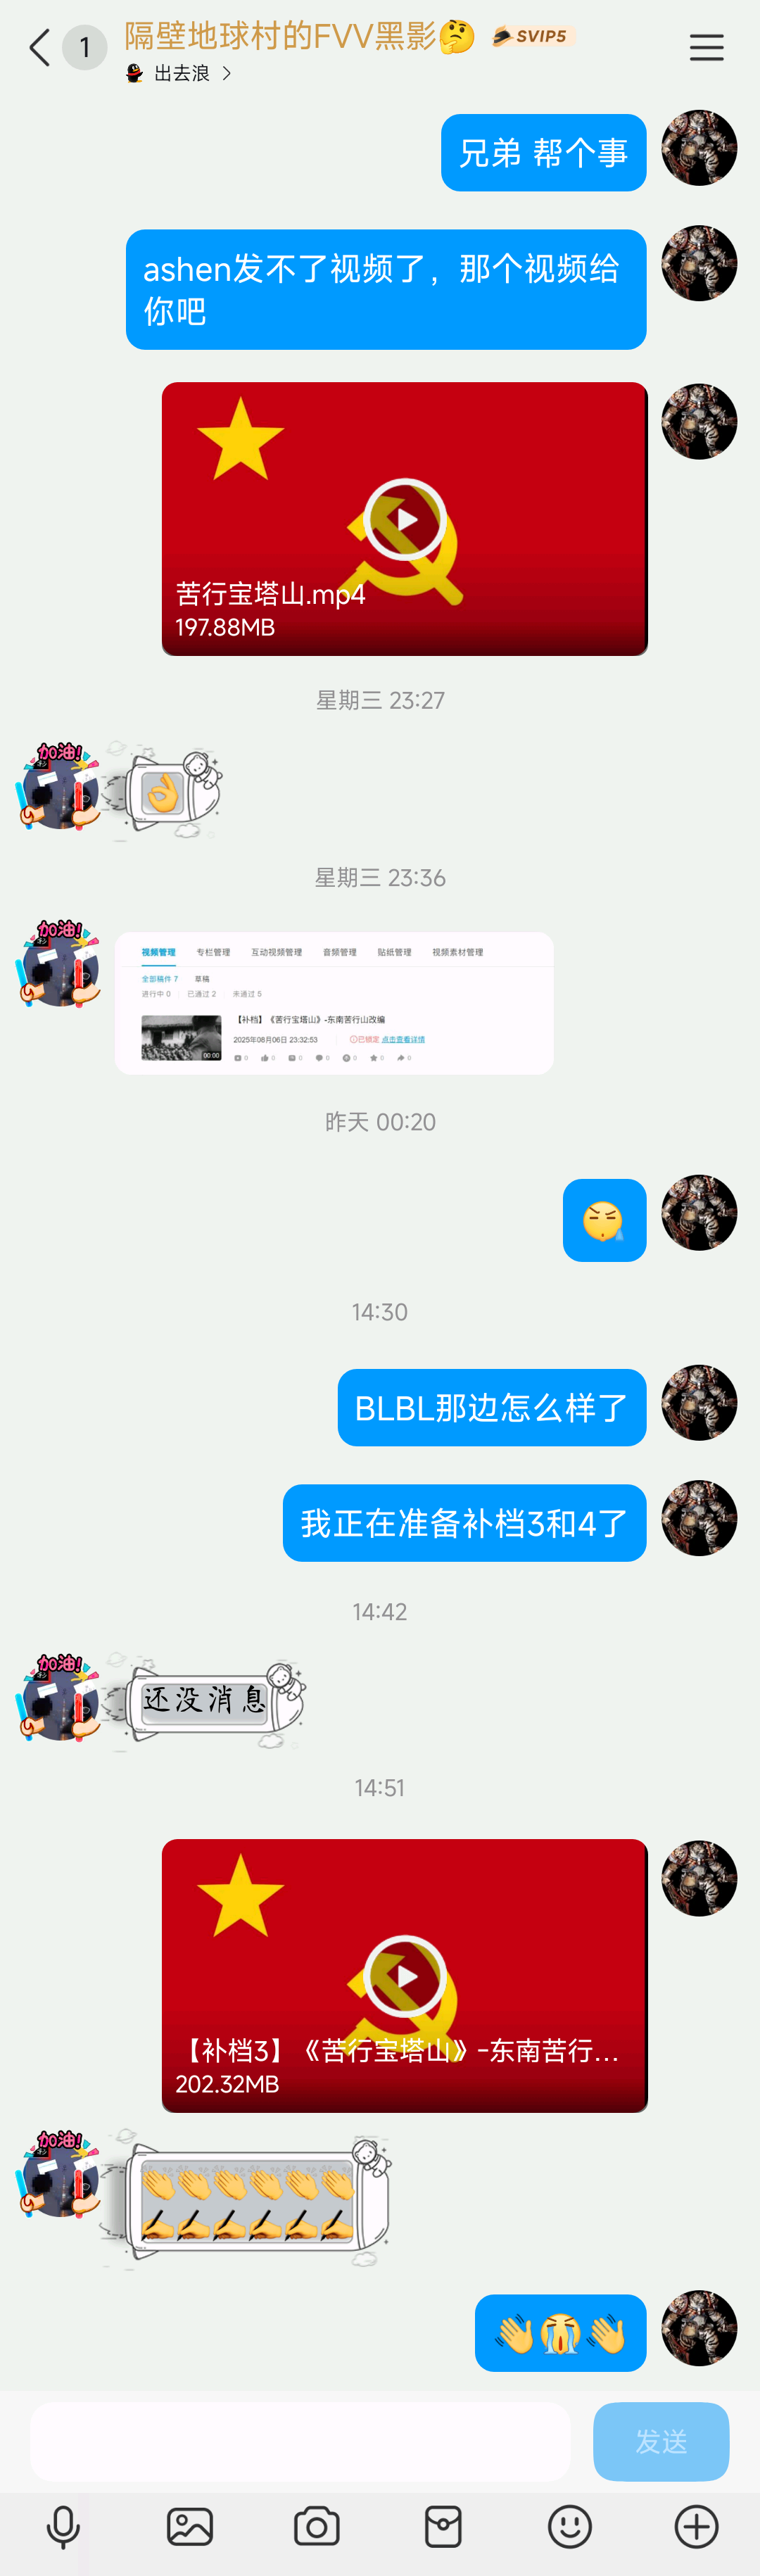 1
隔壁地球村的FVV黑影🤔 SVIP5
出去浪
兄弟 帮个事
ashen发不了视频了，那个视频给
你吧
苦行宝塔山.mp4
197.88MB
星期三 23:27
加油!
👌
星期三 23:36
加油!
视频管理 专栏管理 互动视频管理 音频管理 贴纸管理 视频素材管理
全部稿件 7 草稿
进行中 0 已通过 2 未通过 5
【补档】《苦行宝塔山》-东南苦行山改编
2025年08月06日 23:32:53 已锁定 点击查看详情
00:00
0 0 0 0 0 0 0
昨天 00:20
14:30
BLBL那边怎么样了
我正在准备补档3和4了
14:42
加油!
还没消息
14:51
【补档3】《苦行宝塔山》-东南苦行...
202.32MB
加油!
👏👏👏👏👏👏
✍✍✍✍✍✍
👋😭👋
发送